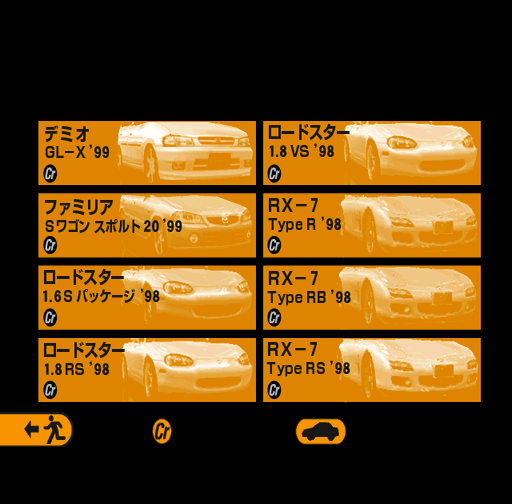 デミオ
GL-X '99
Cr
ファミリア
Sワゴン スポルト20 '99
Cr
ロードスター
1.6S パッケージ '98
Cr
ロードスター
1.8 RS '98
Cr
ロードスター
1.8 VS '98
Cr
RX-7
Type R '98
Cr
RX-7
Type RB '98
Cr
RX-7
Type RS '98
Cr
Cr